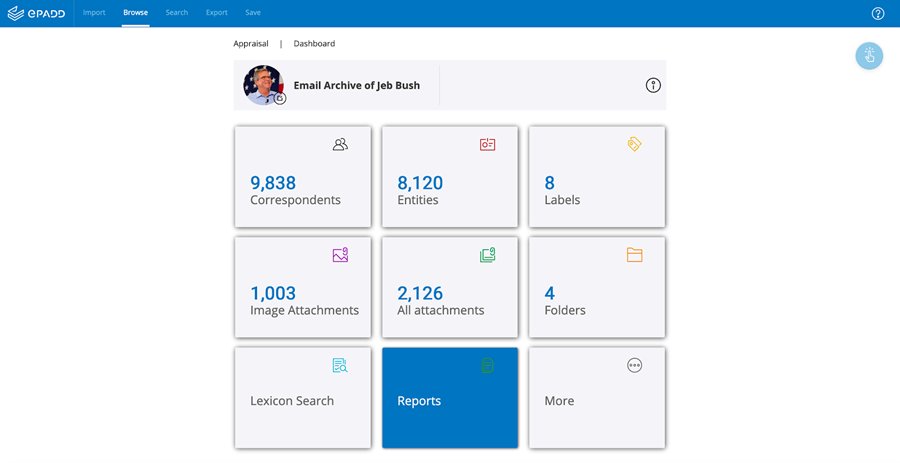 ePADD Import Browse Search Export Save
Appraisal | Dashboard
Email Archive of Jeb Bush
9,838
Correspondents
8,120
Entities
8
Labels
1,003
Image Attachments
2,126
All attachments
4
Folders
Lexicon Search
Reports
More